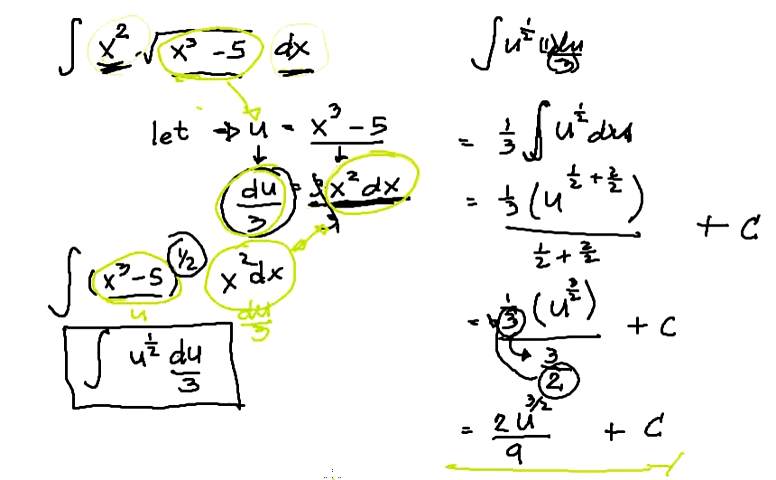 ∫ x² √(x³ - 5) dx
let → u = x³ - 5
du/3 = 3x² dx / 3
∫ (x³ - 5)^(1/2) x² dx
u du/3
∫ u^(1/2) du/3
∫ u^(1/2) du/3
= 1/3 ∫ u^(1/2) du
= 1/3 (u^(1/2 + 2/2)) / (1/2 + 2/2) + C
= 1/3 (u^(3/2)) / (3/2) + C
= 2u^(3/2) / 9 + C